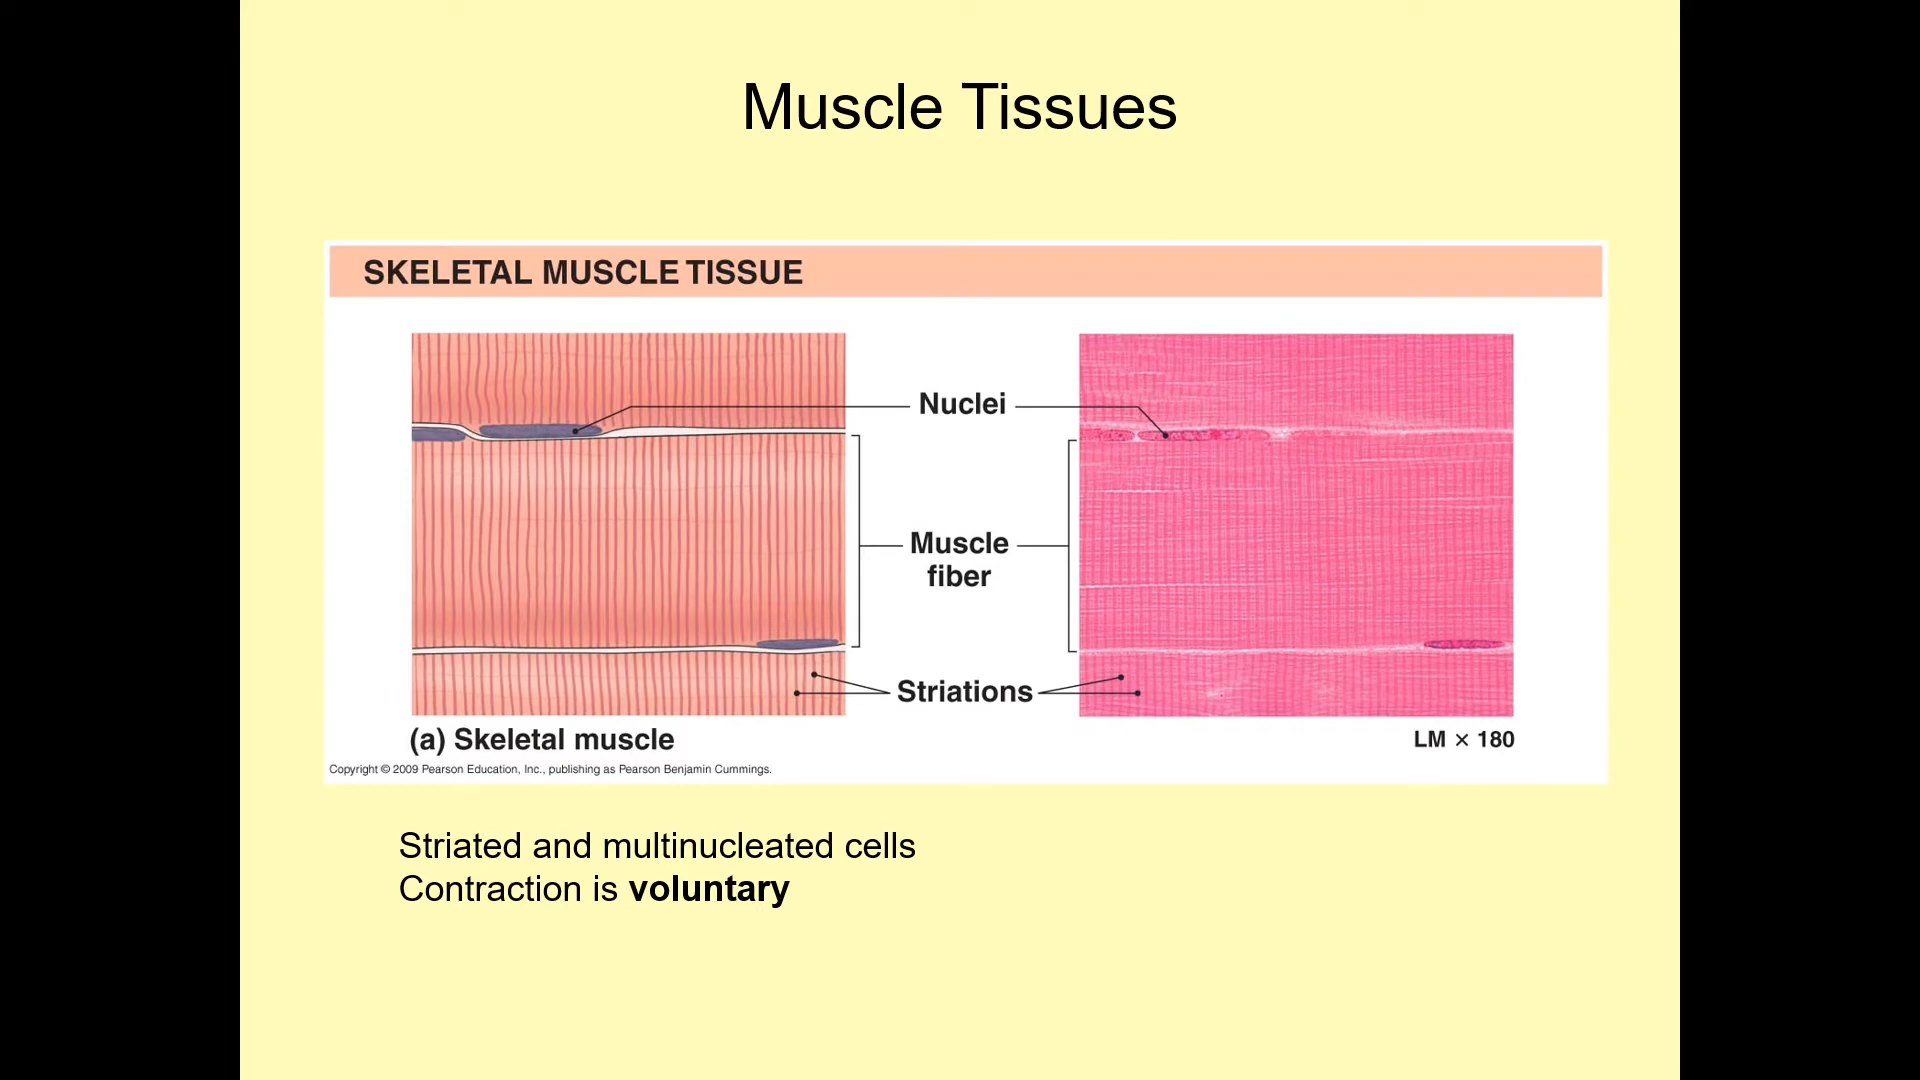 Muscle Tissues
SKELETAL MUSCLE TISSUE
Nuclei
Muscle
fiber
Striations
(a) Skeletal muscle
LM × 180
Copyright © 2009 Pearson Education, Inc., publishing as Pearson Benjamin Cummings.
Striated and multinucleated cells
Contraction is voluntary